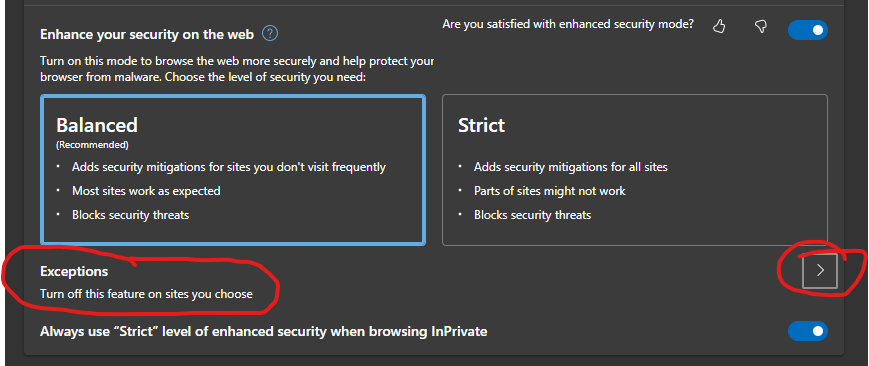 Enhance your security on the web
Are you satisfied with enhanced security mode?
Turn on this mode to browse the web more securely and help protect your
browser from malware. Choose the level of security you need:
Balanced
(Recommended)
• Adds security mitigations for sites you don't visit frequently
• Most sites work as expected
• Blocks security threats
Strict
• Adds security mitigations for all sites
• Parts of sites might not work
• Blocks security threats
Exceptions
Turn off this feature on sites you choose
Always use “Strict” level of enhanced security when browsing InPrivate